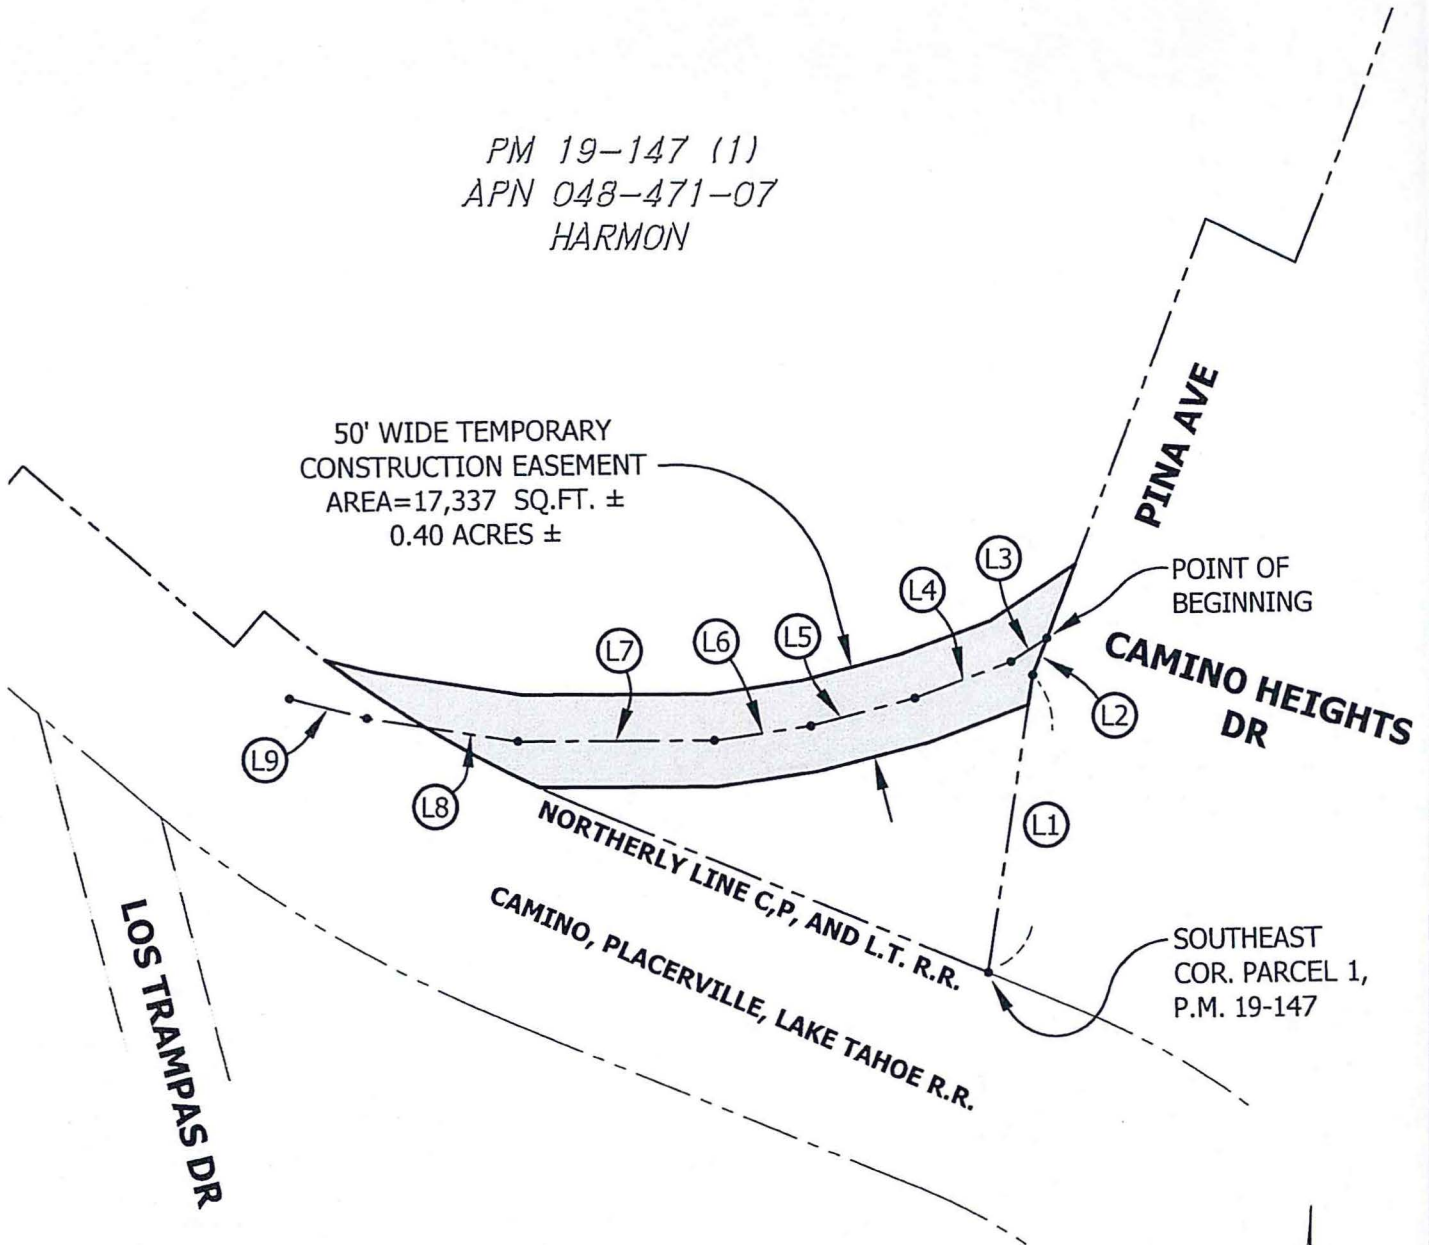 PM 19-147 (1)
APN 048-471-07
HARMON
50' WIDE TEMPORARY
CONSTRUCTION EASEMENT
AREA=17,337 SQ.FT. ±
0.40 ACRES ±
PINA AVE
POINT OF
BEGINNING
CAMINO HEIGHTS
DR
L3
L4
L5
L6
L7
L2
L9
L8
L1
NORTHERLY LINE C,P, AND L.T. R.R.
CAMINO, PLACERVILLE, LAKE TAHOE R.R.
LOS TRAMPAS DR
SOUTHEAST
COR. PARCEL 1,
P.M. 19-147